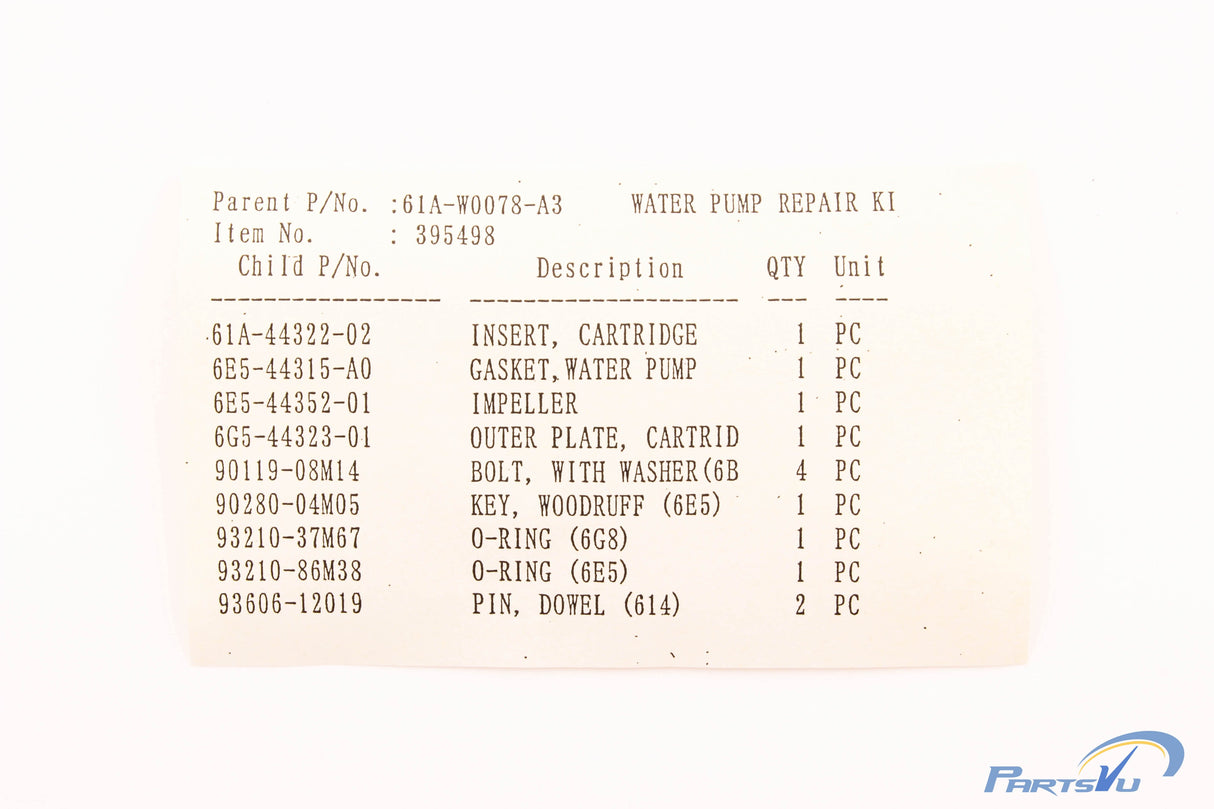 Parent P/No. :61A-W0078-A3 WATER PUMP REPAIR KI
Item No. : 395498
Child P/No. Description QTY Unit
----------------- -------------------- --- ----
61A-44322-02 INSERT, CARTRIDGE 1 PC
6E5-44315-A0 GASKET,WATER PUMP 1 PC
6E5-44352-01 IMPELLER 1 PC
6G5-44323-01 OUTER PLATE, CARTRID 1 PC
90119-08M14 BOLT, WITH WASHER(6B 4 PC
90280-04M05 KEY, WOODRUFF (6E5) 1 PC
93210-37M67 O-RING (6G8) 1 PC
93210-86M38 O-RING (6E5) 1 PC
93606-12019 PIN, DOWEL (614) 2 PC
PARTSVU